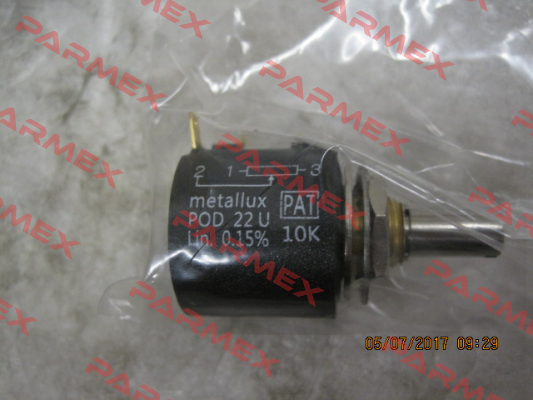 2 1 3
metallux PAT
POD 22 U
Lin. 0.15% 10K
05/07/2017 09:29
PARMEX
PARMEX
PARMEX
PARMEX
PARMEX
PARMEX
PARMEX
PARMEX